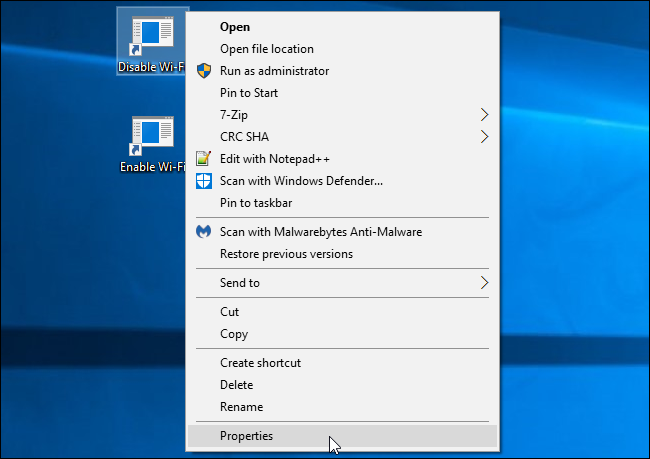 Disable Wi-F
Enable Wi-Fi
Open
Open file location
Run as administrator
Pin to Start
7-Zip
CRC SHA
Edit with Notepad++
Scan with Windows Defender...
Pin to taskbar
Scan with Malwarebytes Anti-Malware
Restore previous versions
Send to
Cut
Copy
Create shortcut
Delete
Rename
Properties